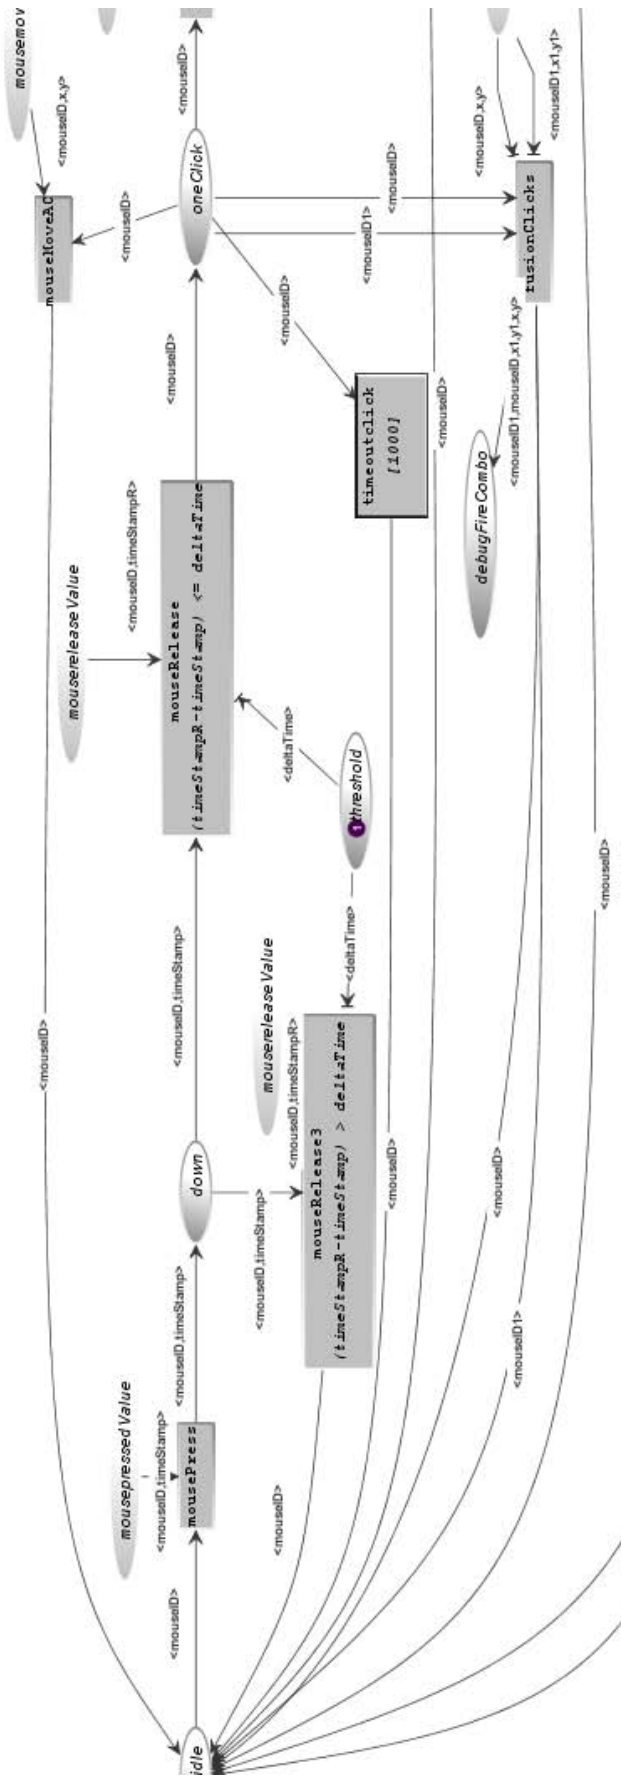 mousemov
<mouseID,x,y>
mouseMoveAC
<mouseID>
<mouseID>
mousereleaseValue
<mouseID,timeStampR>
mousepressedValue
<mouseID,timeStamp>
<mouseID>
oneClick
<mouseID>
mouseRelease
(timeStampR-timeStamp) <= deltaTime
<mouseID,timeStamp>
down
<mouseID,timeStamp>
mousePress
<mouseID>
idle
<mouseID>
timeoutclick
[1000]
<deltaTime>
threshold
1
<deltaTime>
mousereleaseValue
<mouseID,timeStampR>
<mouseID,timeStamp>
mouseRelease3
(timeStampR-timeStamp) > deltaTime
<mouseID>
<mouseID>
<mouseID1>
<mouseID>
<mouseID>
<mouseID,x,y>
<mouseID1,x1,y1>
fusionClicks
<mouseID1,mouseID,x1,y1,x,y>
debugFireCombo
<mouseID>
<mouseID1>
<mouseID>